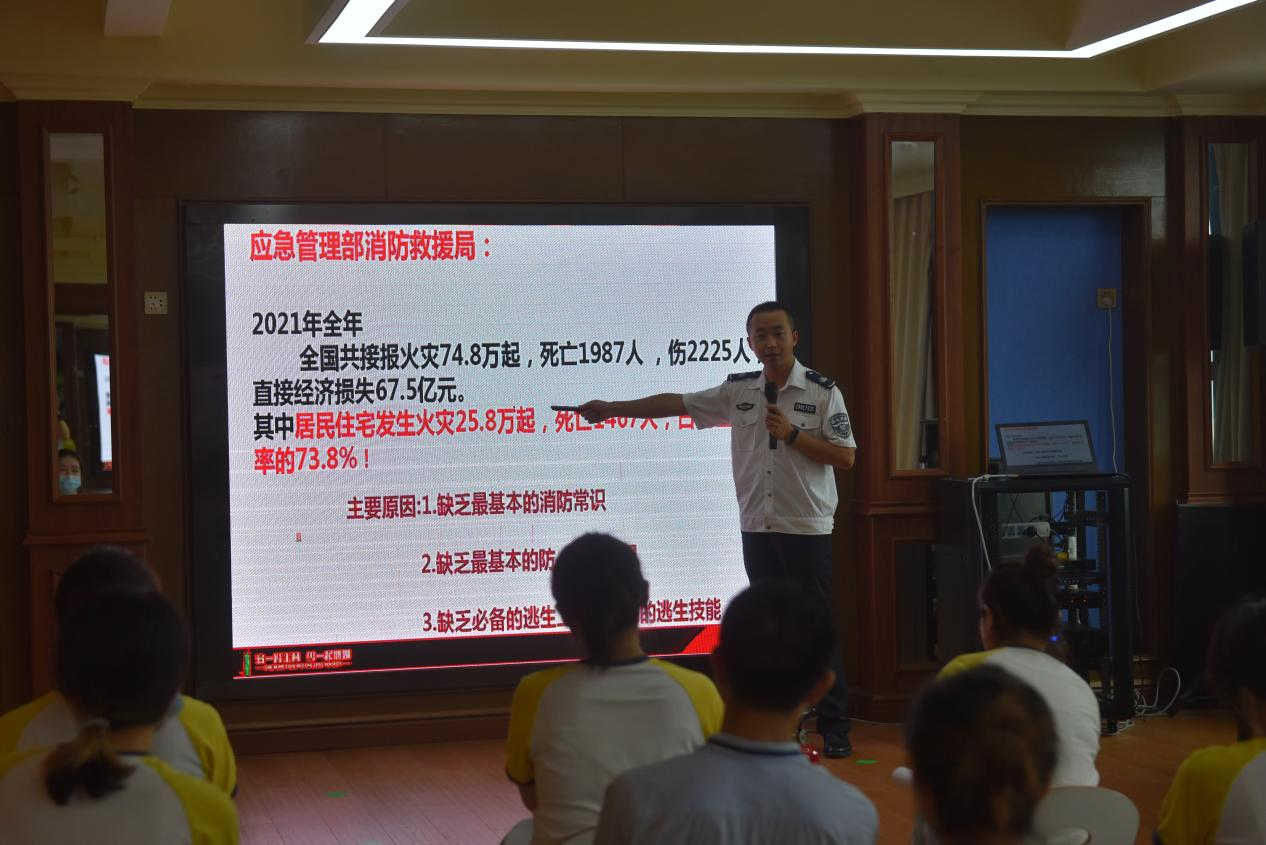 应急管理部消防救援局：
2021年全年
全国共接报火灾74.8万起，死亡1987人，伤2225人，
直接经济损失67.5亿元。
其中居民住宅发生火灾25.8万起，死亡1
率的73.8%！
主要原因:1.缺乏最基本的消防常识
2.缺乏最基本的防
3.缺乏必备的逃生 的逃生技能